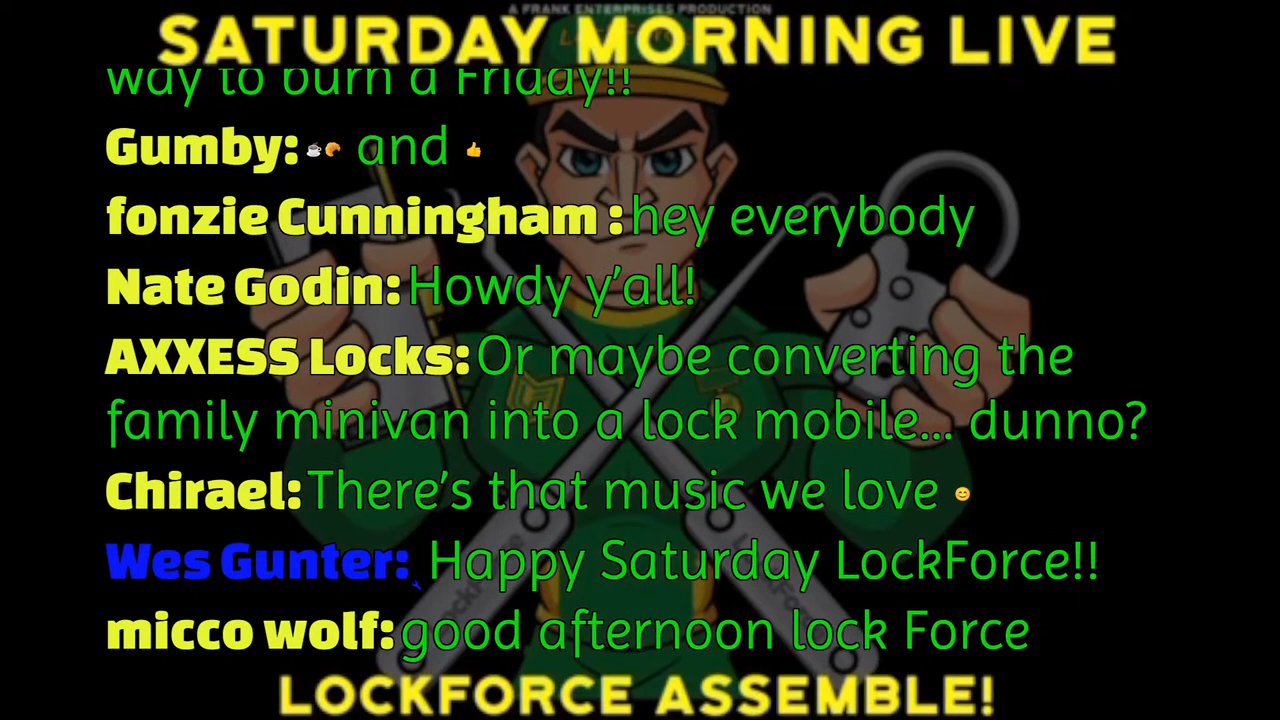 A FRANK ENTERPRISES PRODUCTION
SATURDAY MORNING LIVE
way to burn a Friday!!
Gumby:☕🥐 and 👍
fonzie Cunningham : hey everybody
Nate Godin: Howdy y'all!
AXXESS Locks: Or maybe converting the
family minivan into a lock mobile... dunno?
Chirael: There's that music we love 😊
Wes Gunter: Happy Saturday LockForce!!
micco wolf: good afternoon lock Force
LOCKFORCE ASSEMBLE!